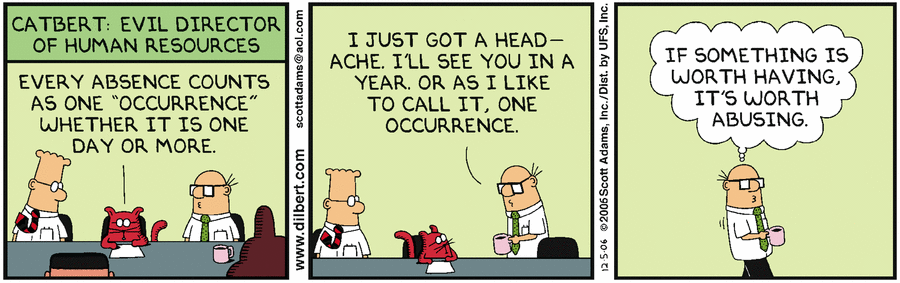 CATBERT: EVIL DIRECTOR
OF HUMAN RESOURCES
EVERY ABSENCE COUNTS
AS ONE "OCCURRENCE"
WHETHER IT IS ONE
DAY OR MORE.
www.dilbert.com
scottadams@aol.com
I JUST GOT A HEAD—
ACHE. I'LL SEE YOU IN A
YEAR. OR AS I LIKE
TO CALL IT, ONE
OCCURRENCE.
12-5-06 ©2006 Scott Adams, Inc./Dist. by UFS, Inc.
IF SOMETHING IS
WORTH HAVING,
IT'S WORTH
ABUSING.